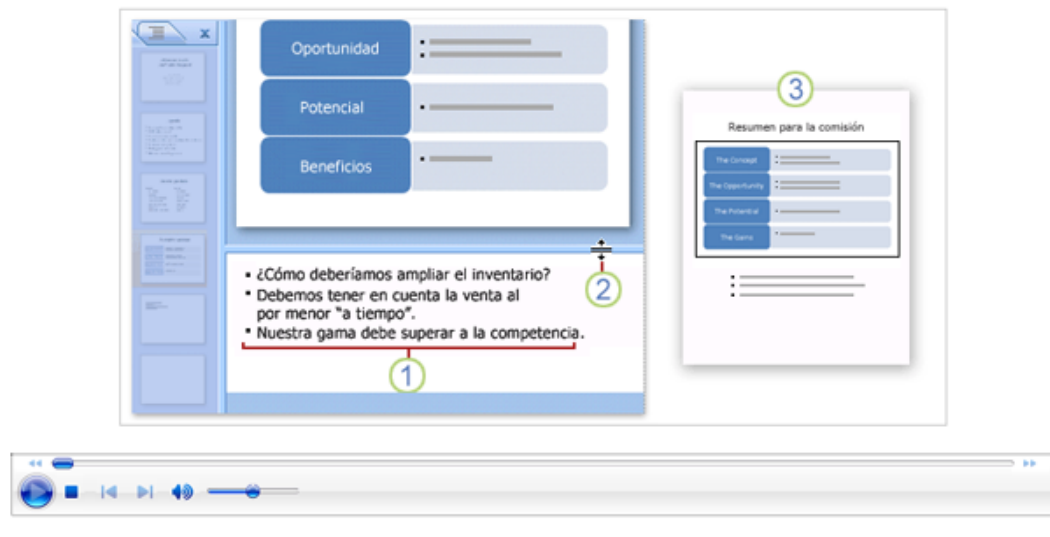 Oportunidad
Potencial
Beneficios
3
Resumen para la comisión
The Concept
The Opportunity
The Potential
The Gains
2
▪ ¿Cómo deberíamos ampliar el inventario?
▪ Debemos tener en cuenta la venta al
por menor “a tiempo”.
▪ Nuestra gama debe superar a la competencia.
1